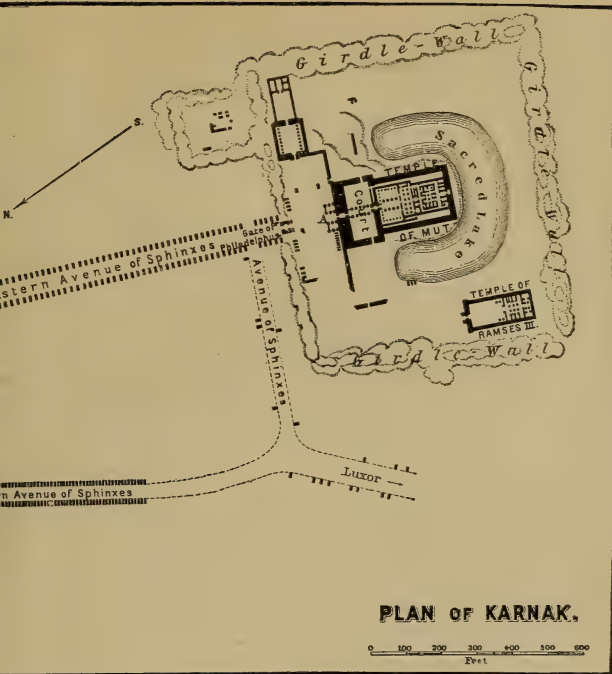 Girdle-Wall
Girdle-Wall
S.
N.
F
Sacred Lake
TEMPLE
Court
OF MUT
A
Gate of
Philadelphus
stern Avenue of Sphinxes
Avenue of Sphinxes
TEMPLE OF
RAMSES III.
Girdle-Wall
Luxor
n Avenue of Sphinxes
PLAN OF KARNAK.
0 100 200 300 400 500 600
Feet